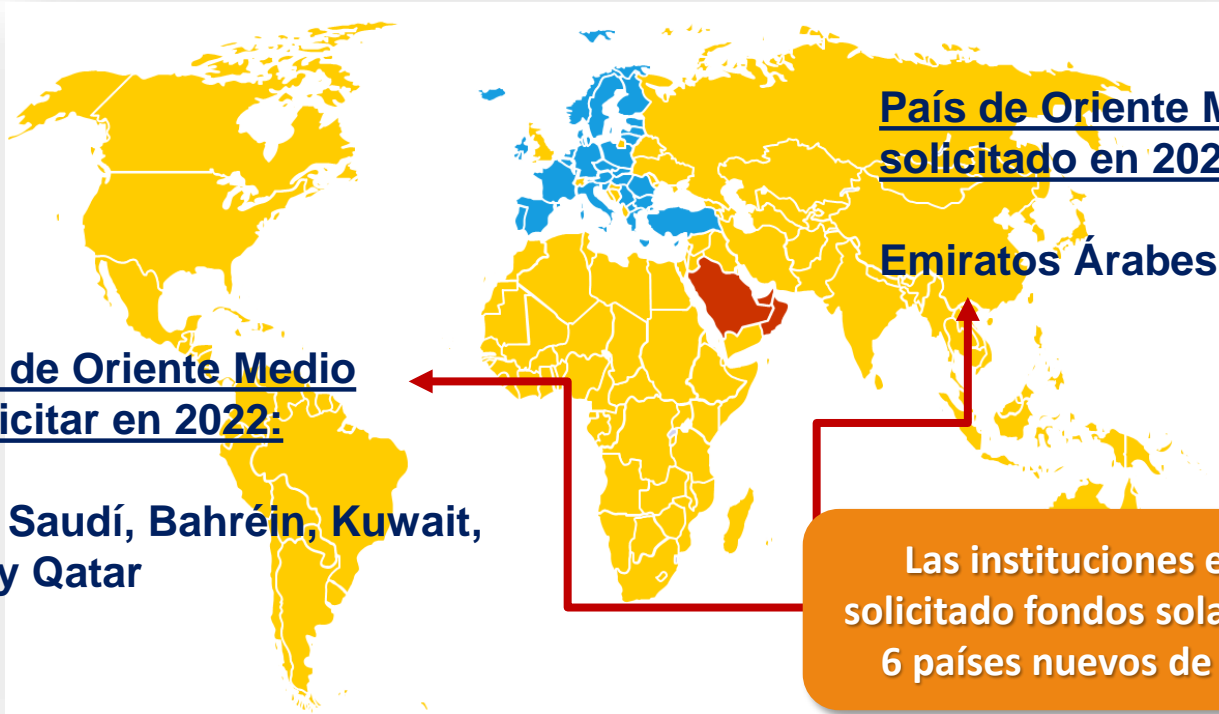 País de Oriente M
solicitado en 202
Emiratos Árabes
de Oriente Medio
icitar en 2022:
Saudí, Bahréin, Kuwait,
y Qatar
Las instituciones e
solicitado fondos sola
6 países nuevos de